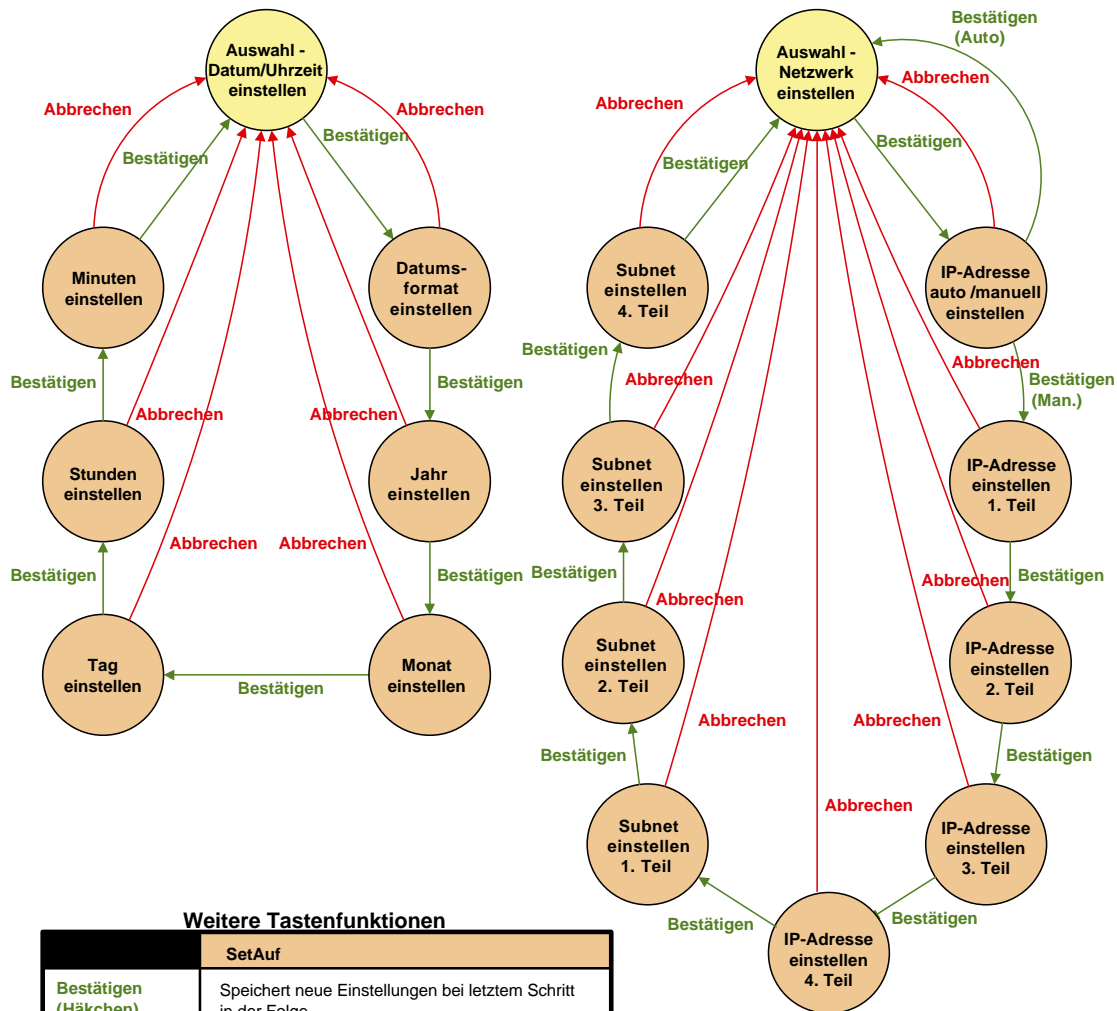 Auswahl -
Datum/Uhrzeit
einstellen
Abbrechen
Abbrechen
Bestätigen
Bestätigen
Minuten
einstellen
Datums-
format
einstellen
Bestätigen
Bestätigen
Abbrechen
Abbrechen
Stunden
einstellen
Jahr
einstellen
Abbrechen
Abbrechen
Bestätigen
Bestätigen
Tag
einstellen
Monat
einstellen
Bestätigen
Auswahl -
Netzwerk
einstellen
Bestätigen
(Auto)
Abbrechen
Abbrechen
Bestätigen
Bestätigen
Subnet
einstellen
4. Teil
IP-Adresse
auto /manuell
einstellen
Bestätigen
Abbrechen
Abbrechen
Bestätigen
(Man.)
Subnet
einstellen
3. Teil
IP-Adresse
einstellen
1. Teil
Bestätigen
Abbrechen
Abbrechen
Bestätigen
Subnet
einstellen
2. Teil
IP-Adresse
einstellen
2. Teil
Bestätigen
Abbrechen
Abbrechen
Bestätigen
Subnet
einstellen
1. Teil
Abbrechen
IP-Adresse
einstellen
3. Teil
Bestätigen
Bestätigen
IP-Adresse
einstellen
4. Teil
Weitere Tastenfunktionen
SetAuf
Bestätigen
(Häkchen)
Speichert neue Einstellungen bei letztem Schritt
in der Folge